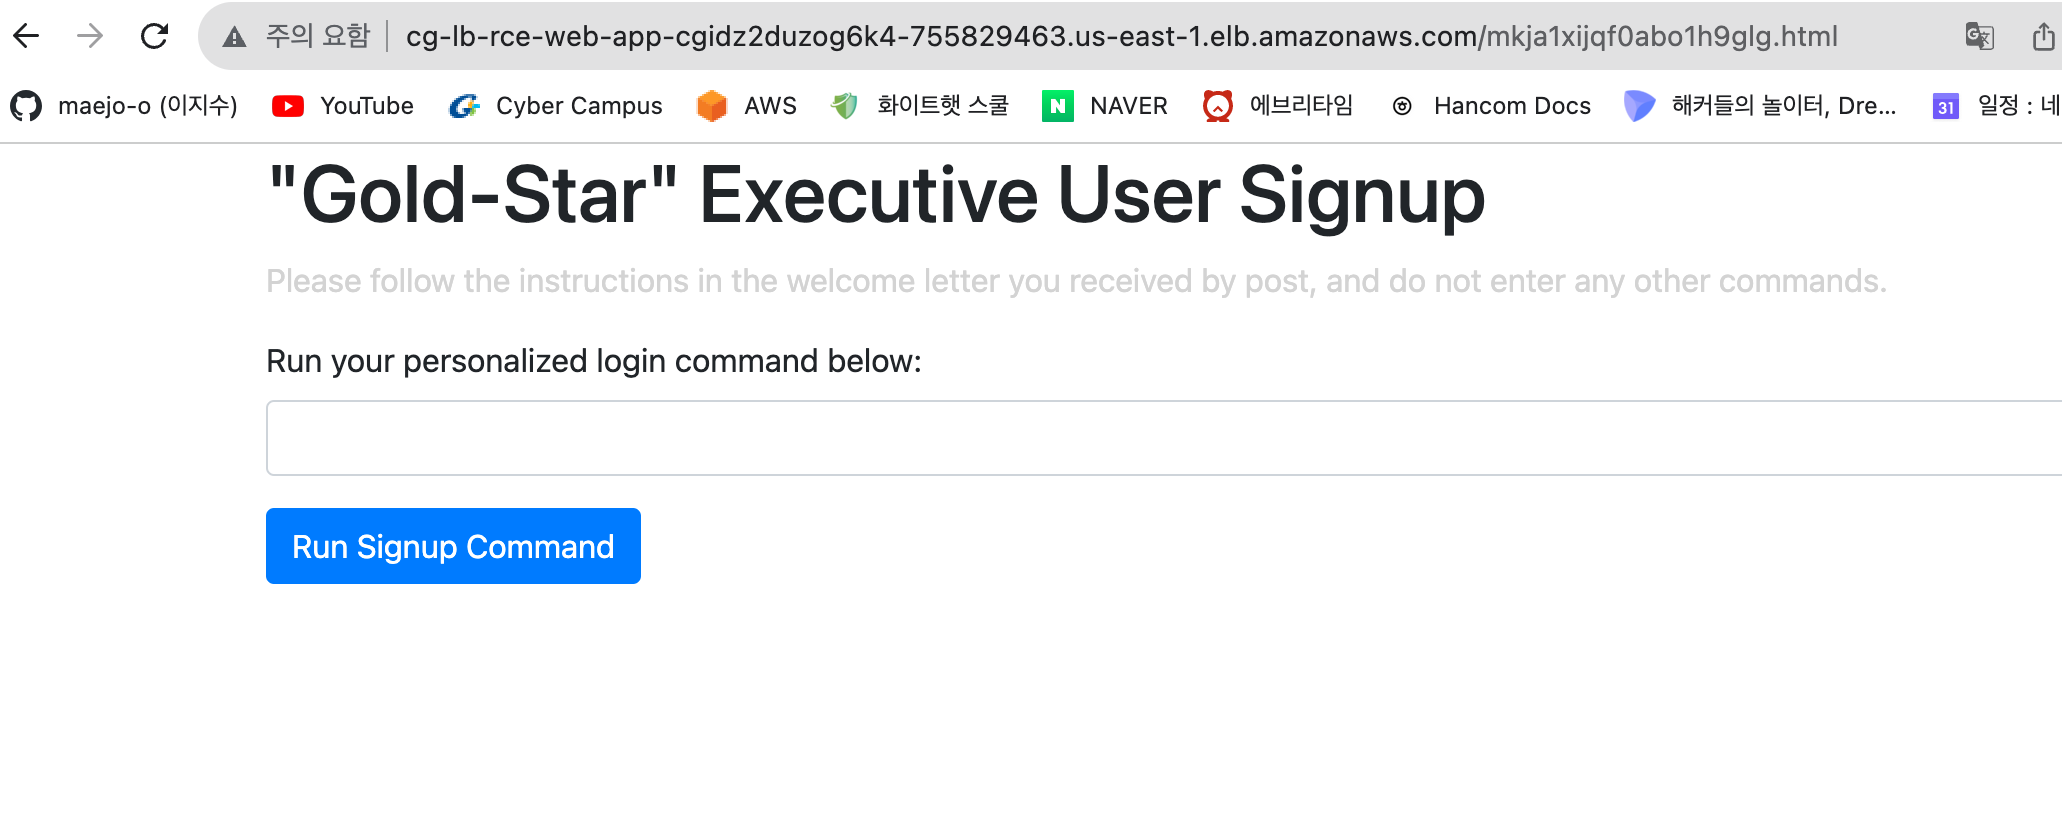 주의 요함 cg-lb-rce-web-app-cgidz2duzog6k4-755829463.us-east-1.elb.amazonaws.com/mkja1xijqf0abo1h9glg.html
maejo-o (이지수) YouTube Cyber Campus AWS 화이트햇 스쿨 N NAVER 에브리타임 Hancom Docs 해커들의 놀이터, Dre... 31 일정 : 네
"Gold-Star" Executive User Signup
Please follow the instructions in the welcome letter you received by post, and do not enter any other commands.
Run your personalized login command below:
Run Signup Command